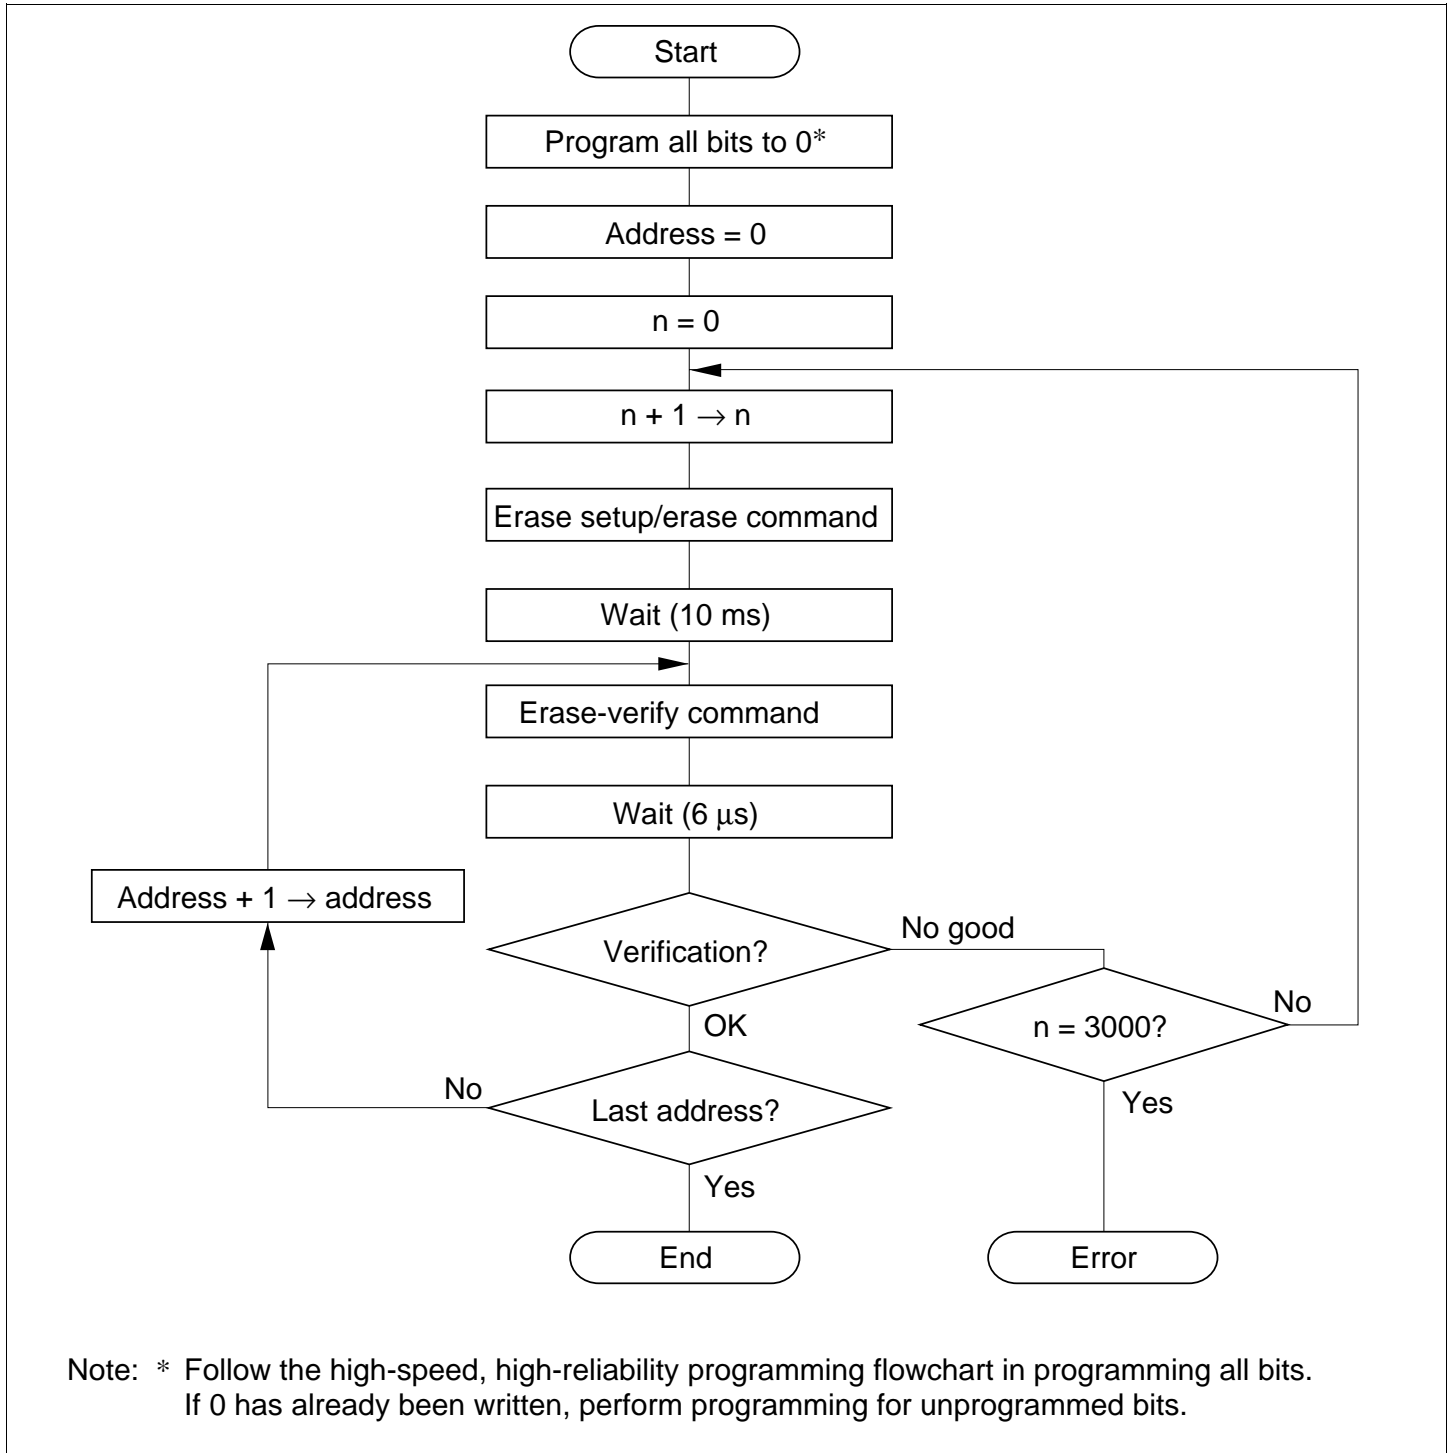 Start
Program all bits to 0*
Address = 0
n = 0
n + 1 → n
Erase setup/erase command
Wait (10 ms)
Erase-verify command
Wait (6 μs)
Address + 1 → address
Verification?
No good
n = 3000?
No
OK
No
Last address?
Yes
Yes
End
Error
Note: * Follow the high-speed, high-reliability programming flowchart in programming all bits.
If 0 has already been written, perform programming for unprogrammed bits.